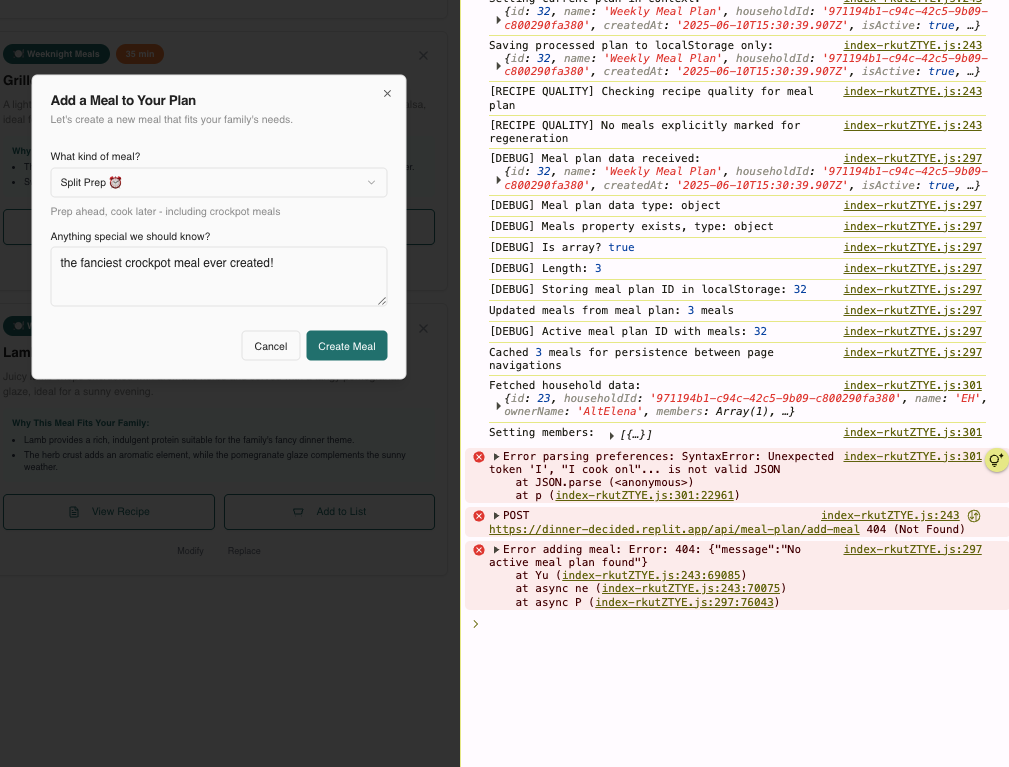 Weeknight Meals
35 min
Grill
A light
ideal f
Why
Add a Meal to Your Plan
Let's create a new meal that fits your family's needs.
What kind of meal?
Split Prep ⏰
Prep ahead, cook later - including crockpot meals
Anything special we should know?
the fanciest crockpot meal ever created!
Cancel
Create Meal
Lam
Juicy
glaze, ideal for a sunny evening.
Why This Meal Fits Your Family:
Lamb provides a rich, indulgent protein suitable for the family's fancy dinner theme.
The herb crust adds an aromatic element, while the pomegranate glaze complements the sunny
weather.
View Recipe
Add to List
Modify
Replace
Setting current plan in context: index-rkutZTYE.js:243
{id: 32, name: 'Weekly Meal Plan', householdId: '971194b1-c94c-42c5-9b09-
c800290fa380', createdAt: '2025-06-10T15:30:39.907Z', isActive: true, …}
Saving processed plan to localStorage only: index-rkutZTYE.js:243
{id: 32, name: 'Weekly Meal Plan', householdId: '971194b1-c94c-42c5-9b09-
c800290fa380', createdAt: '2025-06-10T15:30:39.907Z', isActive: true, …}
[RECIPE QUALITY] Checking recipe quality for meal index-rkutZTYE.js:243
plan
[RECIPE QUALITY] No meals explicitly marked for index-rkutZTYE.js:243
regeneration
[DEBUG] Meal plan data received: index-rkutZTYE.js:297
{id: 32, name: 'Weekly Meal Plan', householdId: '971194b1-c94c-42c5-9b09-
c800290fa380', createdAt: '2025-06-10T15:30:39.907Z', isActive: true, …}
[DEBUG] Meal plan data type: object index-rkutZTYE.js:297
[DEBUG] Meals property exists, type: object index-rkutZTYE.js:297
[DEBUG] Is array? true index-rkutZTYE.js:297
[DEBUG] Length: 3 index-rkutZTYE.js:297
[DEBUG] Storing meal plan ID in localStorage: 32 index-rkutZTYE.js:297
Updated meals from meal plan: 3 meals index-rkutZTYE.js:297
[DEBUG] Active meal plan ID with meals: 32 index-rkutZTYE.js:297
Cached 3 meals for persistence between page index-rkutZTYE.js:297
navigations
Fetched household data: index-rkutZTYE.js:301
{id: 23, householdId: '971194b1-c94c-42c5-9b09-c800290fa380', name: 'EH',
ownerName: 'AltElena', members: Array(1), …}
Setting members: [{…}] index-rkutZTYE.js:301
Error parsing preferences: SyntaxError: Unexpected index-rkutZTYE.js:301
token 'I', "I cook onl"... is not valid JSON
at JSON.parse (<anonymous>)
at p (index-rkutZTYE.js:301:22961)
POST index-rkutZTYE.js:243
https://dinner-decided.replit.app/api/meal-plan/add-meal 404 (Not Found)
Error adding meal: Error: 404: {"message":"No index-rkutZTYE.js:297
active meal plan found"}
at Yu (index-rkutZTYE.js:243:69085)
at async ne (index-rkutZTYE.js:243:70075)
at async P (index-rkutZTYE.js:297:76043)